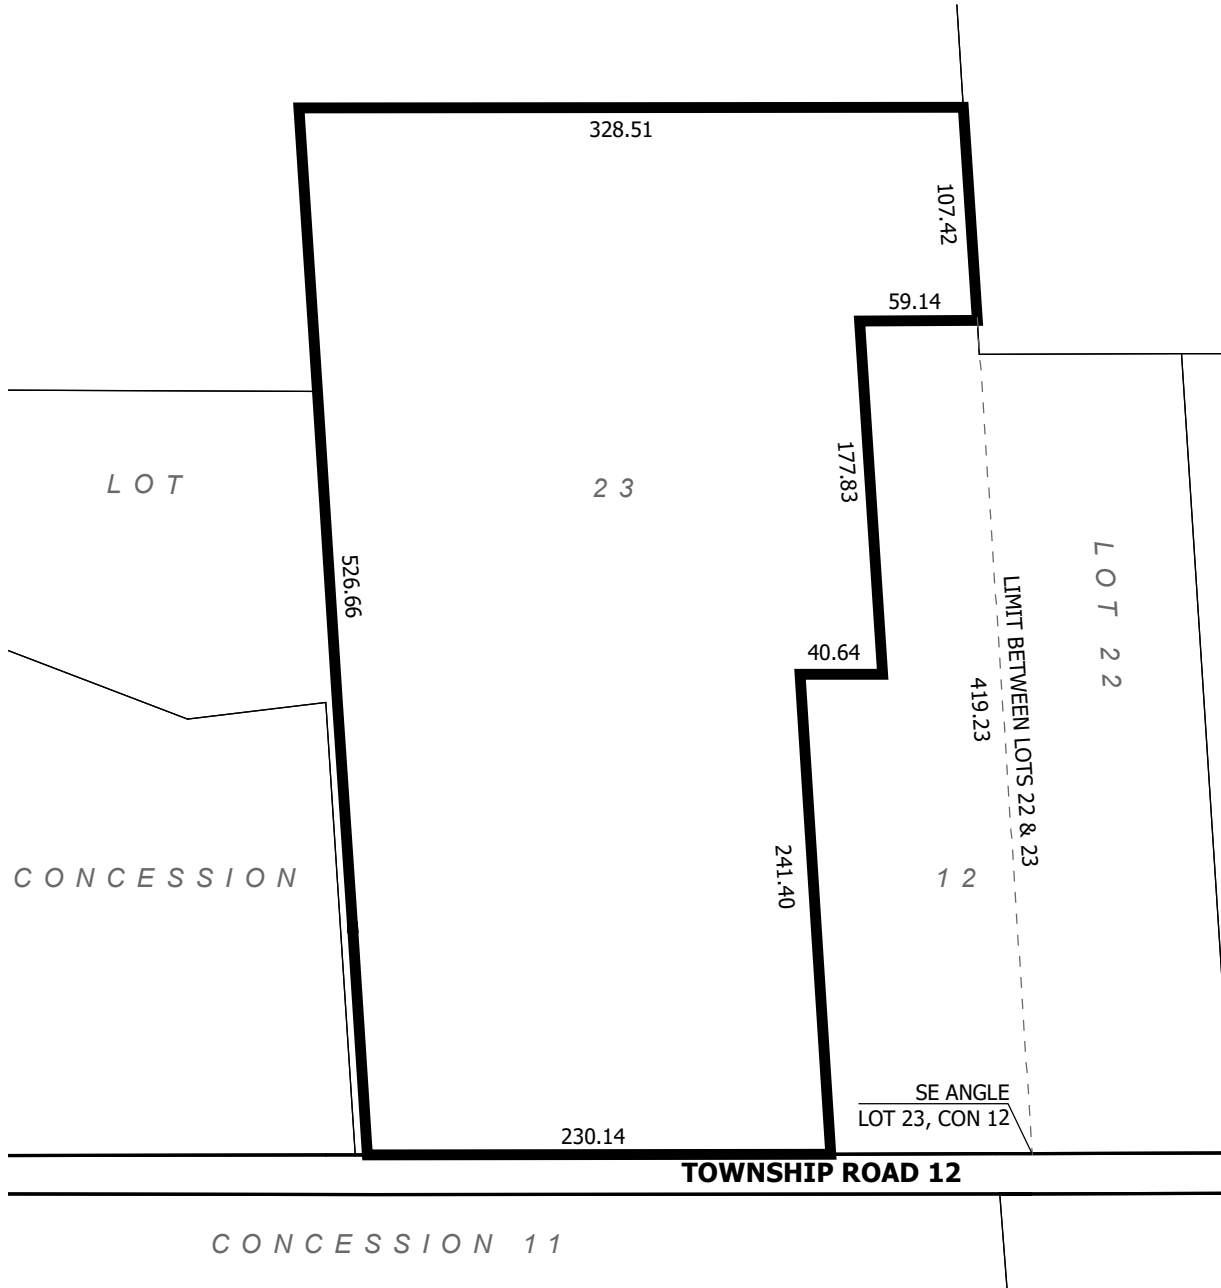 328.51
107.42
59.14
177.83
LOT
23
LOT 22
526.66
LIMIT BETWEEN LOTS 22 & 23
40.64
419.23
241.40
CONCESSION
12
SE ANGLE
LOT 23, CON 12
230.14
TOWNSHIP ROAD 12
CONCESSION 11